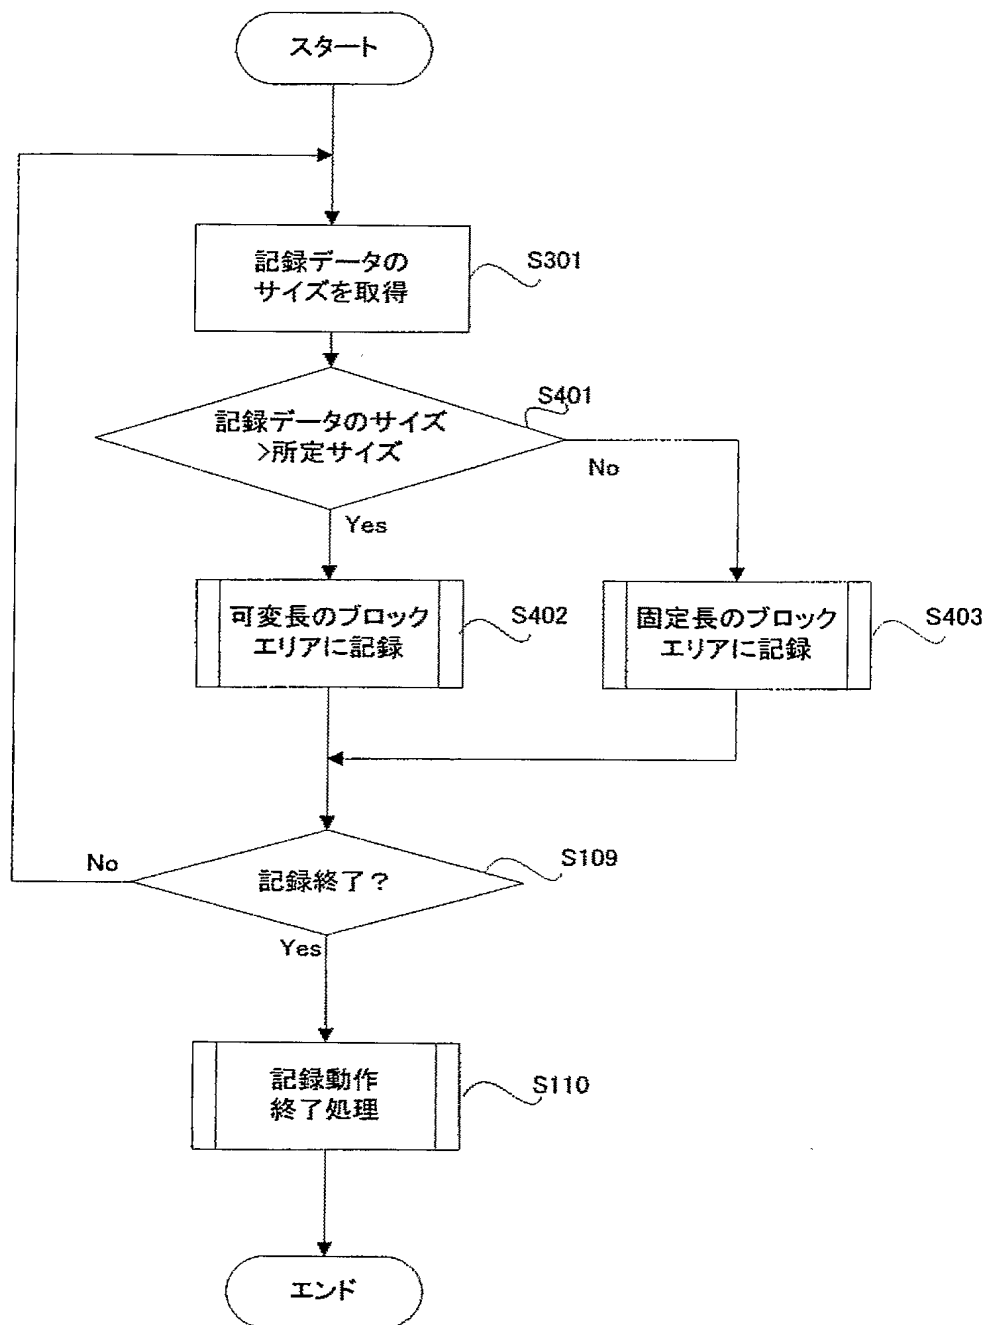 スタート
記録データの
サイズを取得
S301
記録データのサイズ
>所定サイズ
S401
No
Yes
可変長のブロック
エリアに記録
S402
固定長のブロック
エリアに記録
S403
記録終了？
S109
No
Yes
記録動作
終了処理
S110
エンド